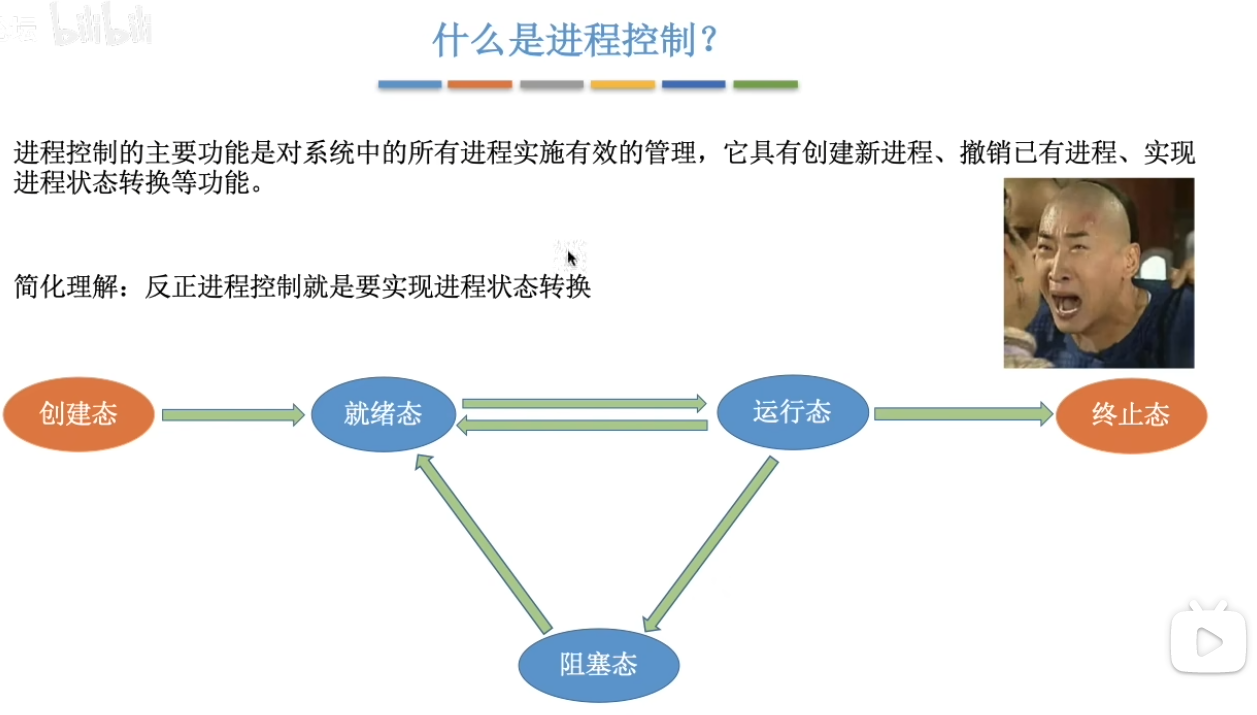 bilibili
什么是进程控制？
进程控制的主要功能是对系统中的所有进程实施有效的管理，它具有创建新进程、撤销已有进程、实现
进程状态转换等功能。
简化理解：反正进程控制就是要实现进程状态转换
创建态
就绪态
运行态
终止态
阻塞态